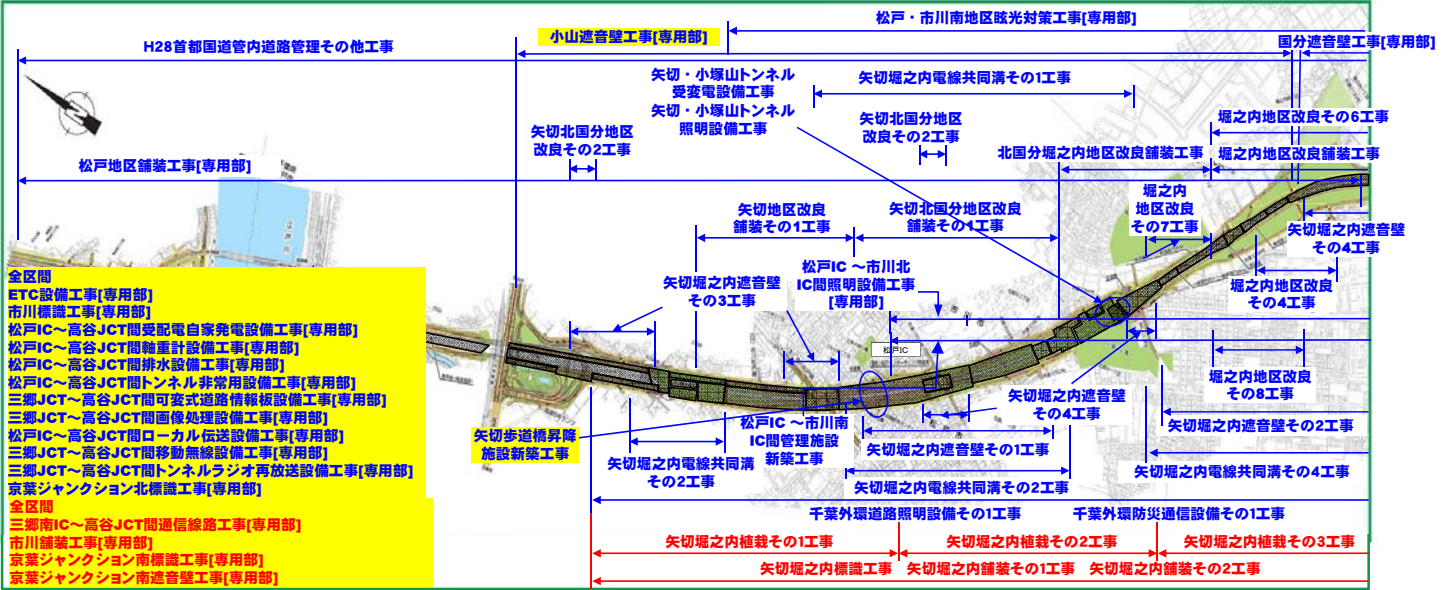 松戸・市川南地区眩光対策工事[専用部]
小山遮音壁工事[専用部]
H28首都国道管内道路管理その他工事
国分遮音壁工事[専用部]
矢切・小塚山トンネル
受変電設備工事
矢切・小塚山トンネル
照明設備工事
矢切堀之内電線共同溝その1工事
矢切北国分地区
改良その2工事
矢切北国分地区
改良その2工事
堀之内地区改良その6工事
北国分堀之内地区改良舗装工事
堀之内地区改良舗装工事
松戸地区舗装工事[専用部]
堀之内
地区改良
その7工事
矢切地区改良
舗装その1工事
矢切北国分地区改良
舗装その1工事
矢切堀之内遮音壁
その4工事
松戸IC ～市川北
IC間照明設備工事
[専用部]
矢切堀之内遮音壁
その3工事
堀之内地区改良
その4工事
全区間
ETC設備工事[専用部]
市川標識工事[専用部]
松戸IC～高谷JCT間受配電自家発電設備工事[専用部]
松戸IC～高谷JCT間軸重計設備工事[専用部]
松戸IC～高谷JCT間排水設備工事[専用部]
松戸IC～高谷JCT間トンネル非常用設備工事[専用部]
三郷JCT～高谷JCT間可変式道路情報板設備工事[専用部]
三郷JCT～高谷JCT間画像処理設備工事[専用部]
松戸IC～高谷JCT間ローカル伝送設備工事[専用部]
三郷JCT～高谷JCT間移動無線設備工事[専用部]
三郷JCT～高谷JCT間トンネルラジオ再放送設備工事[専用部]
京葉ジャンクション北標識工事[専用部]
全区間
三郷南IC～高谷JCT間通信線路工事[専用部]
市川舗装工事[専用部]
京葉ジャンクション南標識工事[専用部]
京葉ジャンクション南遮音壁工事[専用部]
松戸IC
堀之内地区改良
その8工事
矢切堀之内遮音壁
その4工事
矢切歩道橋昇降
施設新築工事
松戸IC ～市川南
IC間管理施設
新築工事
矢切堀之内遮音壁その2工事
矢切堀之内遮音壁その1工事
矢切堀之内電線共同溝
その2工事
矢切堀之内電線共同溝その4工事
矢切堀之内電線共同溝その2工事
千葉外環道路照明設備その1工事
千葉外環防災通信設備その1工事
矢切堀之内植栽その1工事
矢切堀之内植栽その2工事
矢切堀之内植栽その3工事
矢切堀之内標識工事
矢切堀之内舗装その1工事
矢切堀之内舗装その2工事